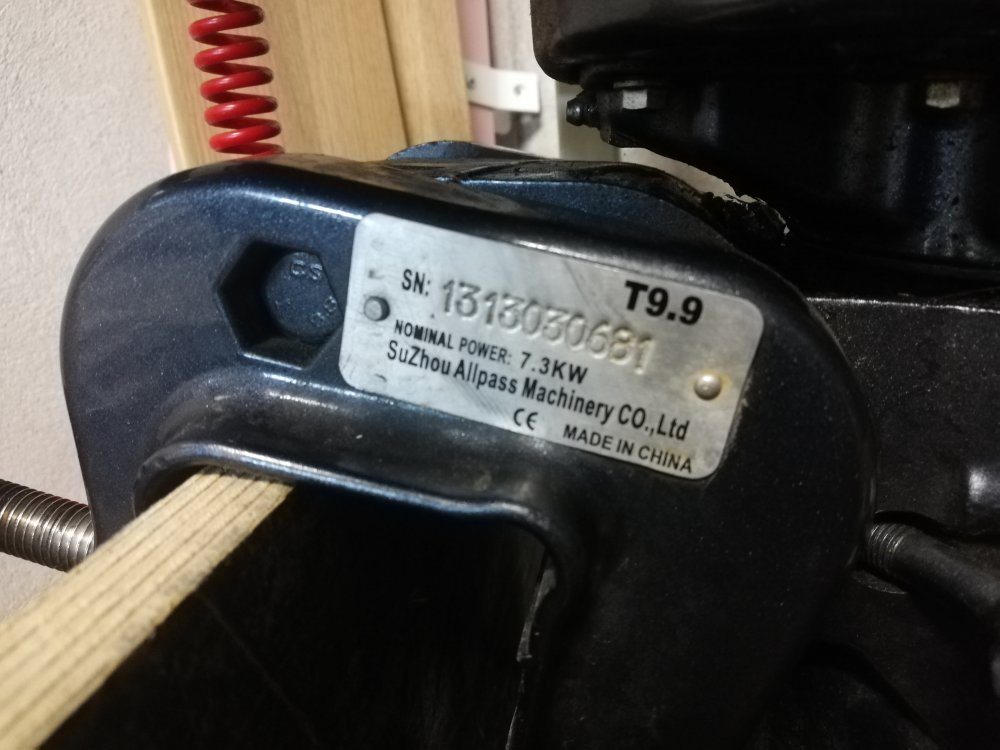 T9.9
SN: 1313030681
NOMINAL POWER: 7.3KW
SuZhou Allpass Machinery CO.,Ltd
CE
MADE IN CHINA